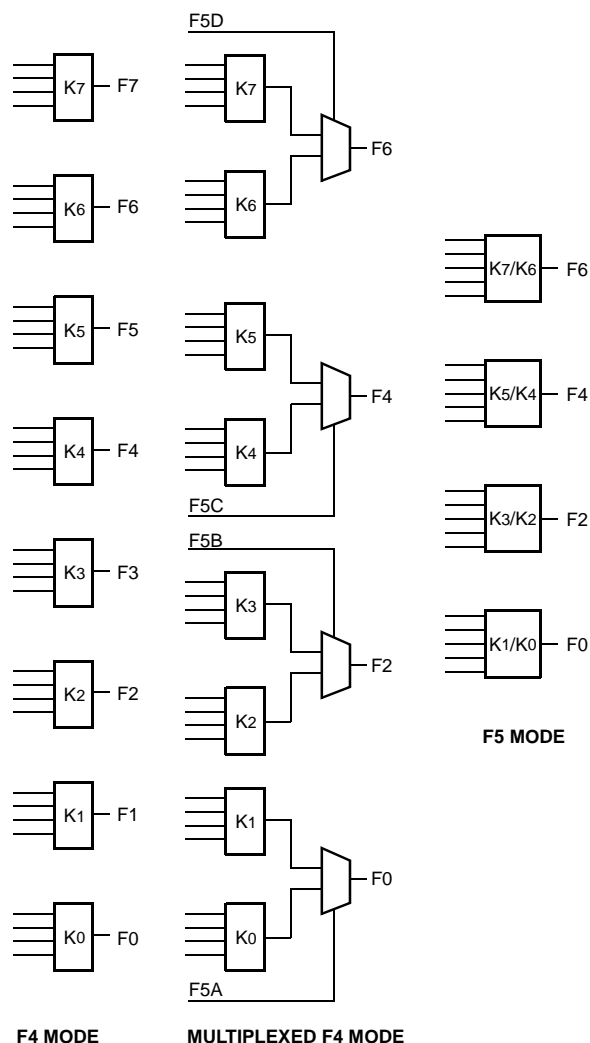 F5D
K7 F7
K7
F6
K6 F6
K6
K7/K6 F6
K5 F5
K5
F4
K5/K4 F4
K4 F4
K4
F5C
F5B
K3/K2 F2
K3 F3
K3
F2
K1/K0 F0
K2 F2
K2
F5 MODE
K1 F1
K1
F0
K0 F0
K0
F5A
F4 MODE MULTIPLEXED F4 MODE